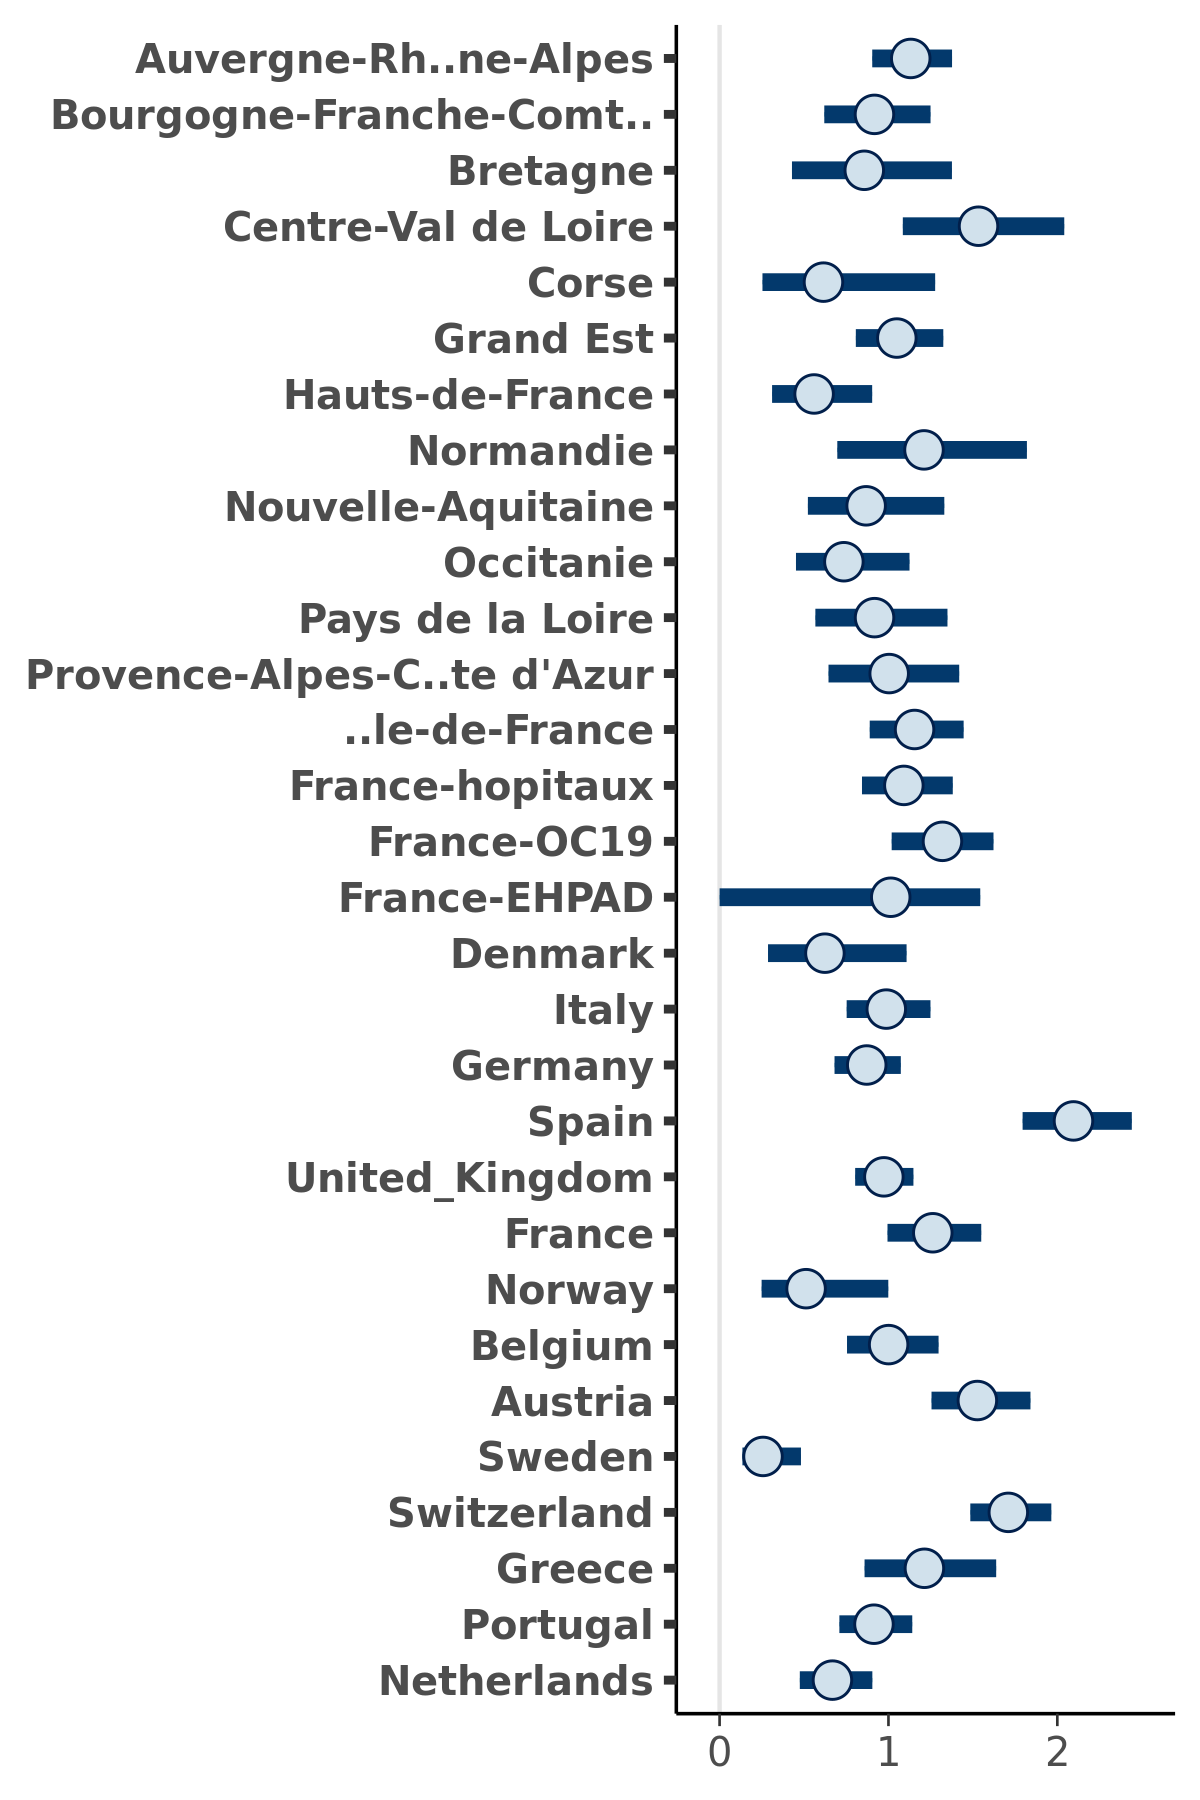 Auvergne-Rh..ne-Alpes
Bourgogne-Franche-Comt..
Bretagne
Centre-Val de Loire
Corse
Grand Est
Hauts-de-France
Normandie
Nouvelle-Aquitaine
Occitanie
Pays de la Loire
Provence-Alpes-C..te d'Azur
..le-de-France
France-hopitaux
France-OC19
France-EHPAD
Denmark
Italy
Germany
Spain
United_Kingdom
France
Norway
Belgium
Austria
Sweden
Switzerland
Greece
Portugal
Netherlands
0 1 2